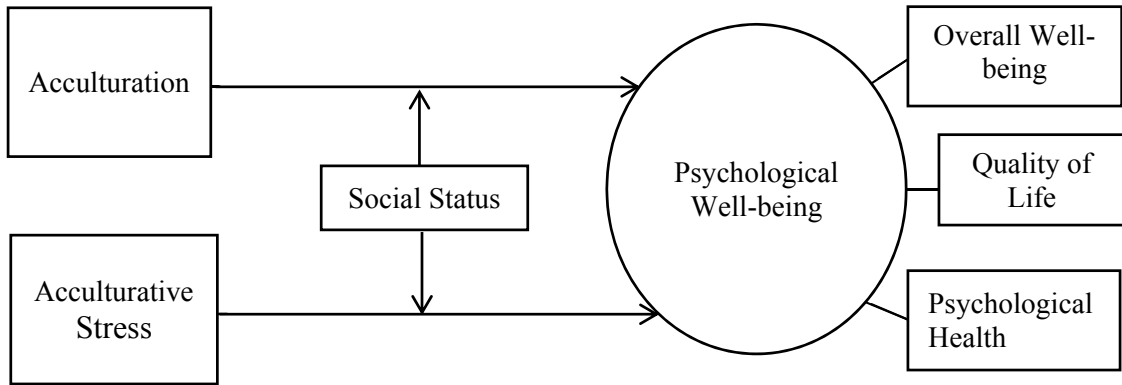 Acculturation
Social Status
Acculturative
Stress
Psychological
Well-being
Overall Well-
being
Quality of
Life
Psychological
Health